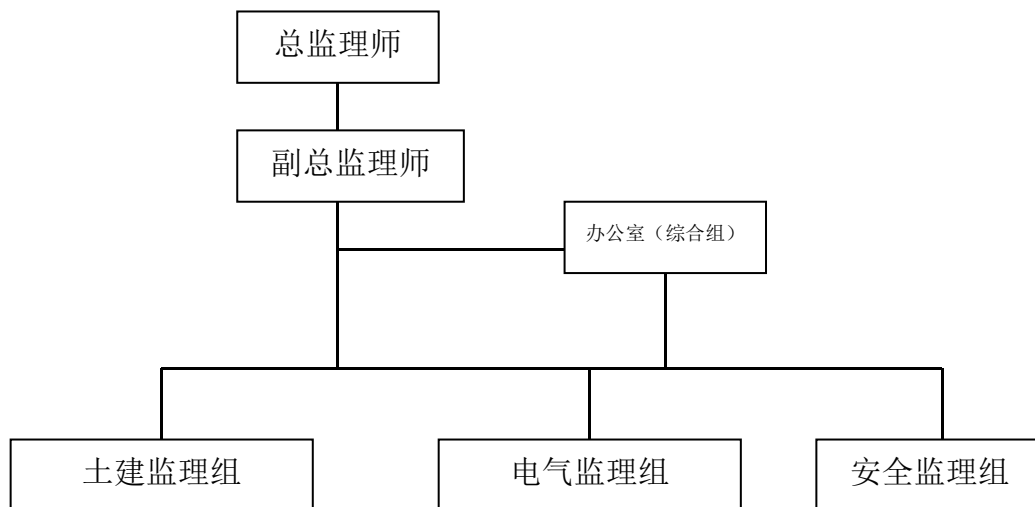 总监理师
副总监理师
办公室（综合组）
土建监理组
电气监理组
安全监理组